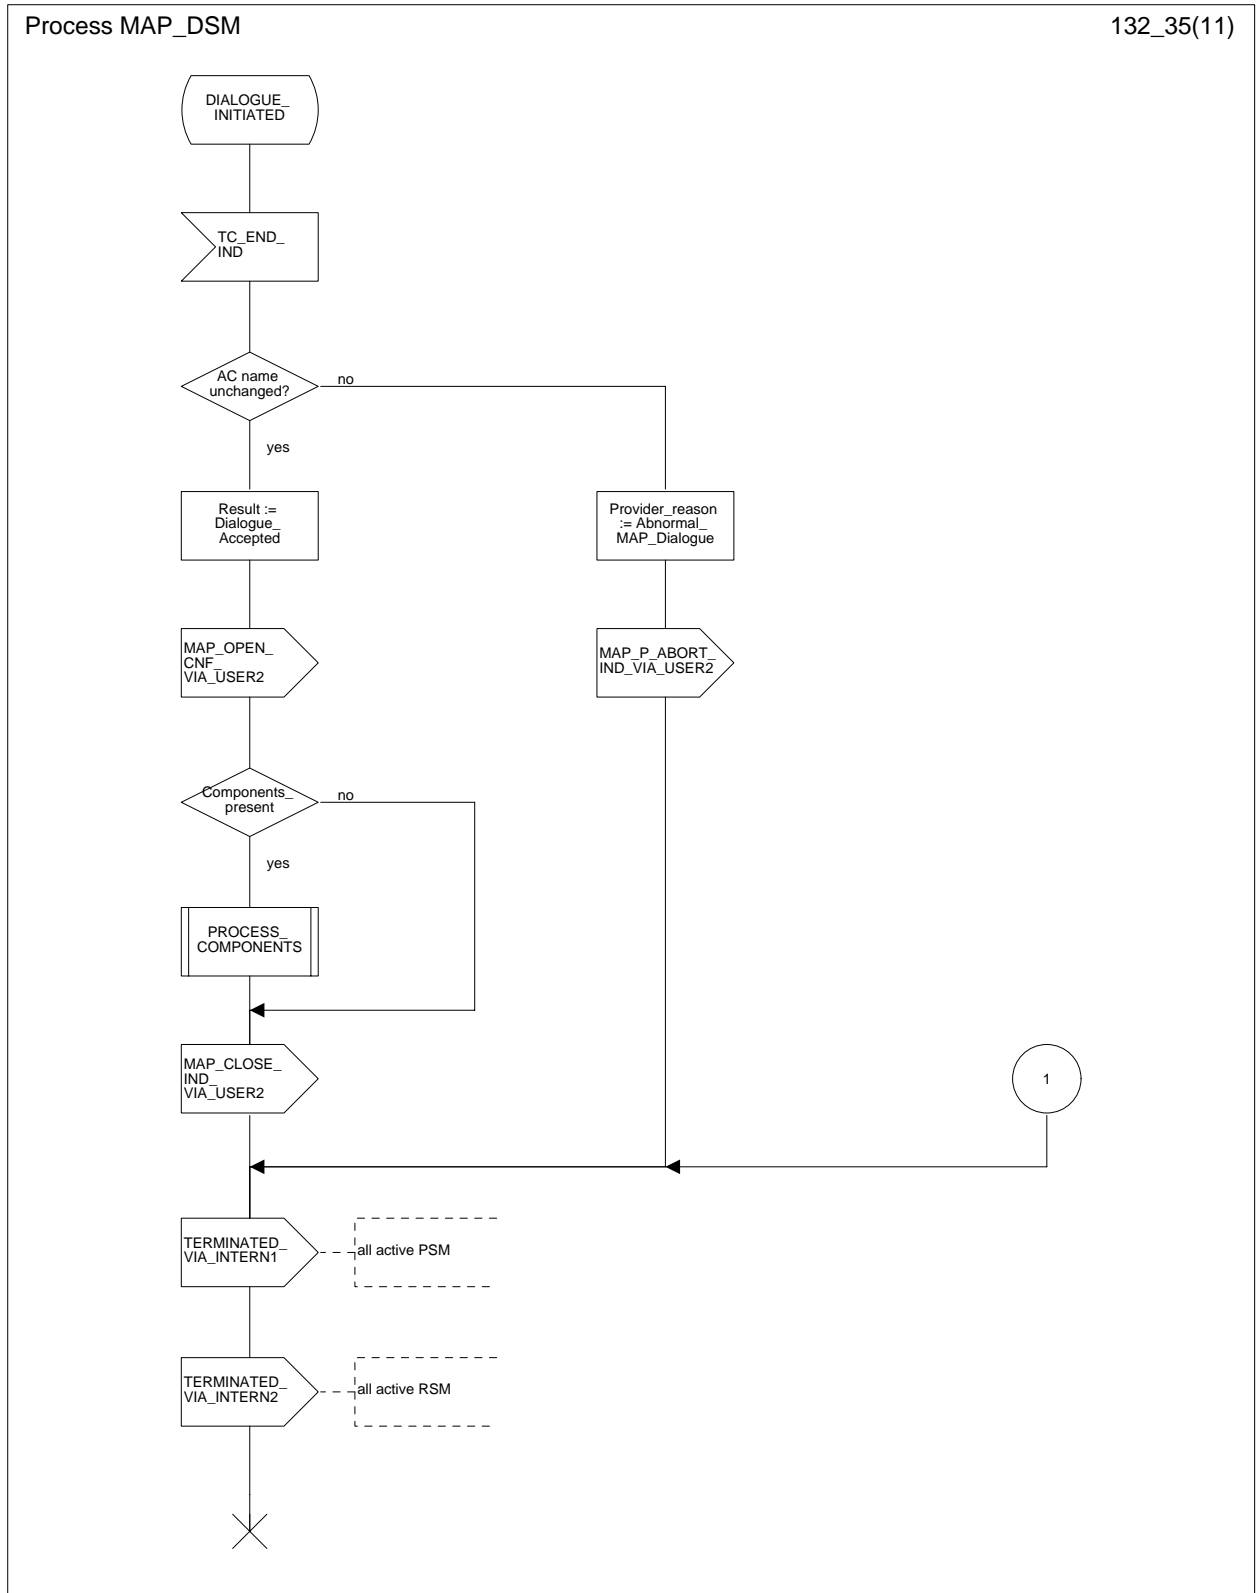 Process MAP_DSM
132_35(11)
DIALOGUE_
INITIATED
TC_END_
IND
AC name
unchanged?
no
yes
Result :=
Dialogue_
Accepted
Provider_reason
:= Abnormal_
MAP_Dialogue
MAP_OPEN_
CNF_
VIA_USER2
MAP_P_ABORT_
IND_VIA_USER2
Components_
present
no
yes
PROCESS_
COMPONENTS
MAP_CLOSE_
IND_
VIA_USER2
1
TERMINATED_
VIA_INTERN1
all active PSM
TERMINATED_
VIA_INTERN2
all active RSM